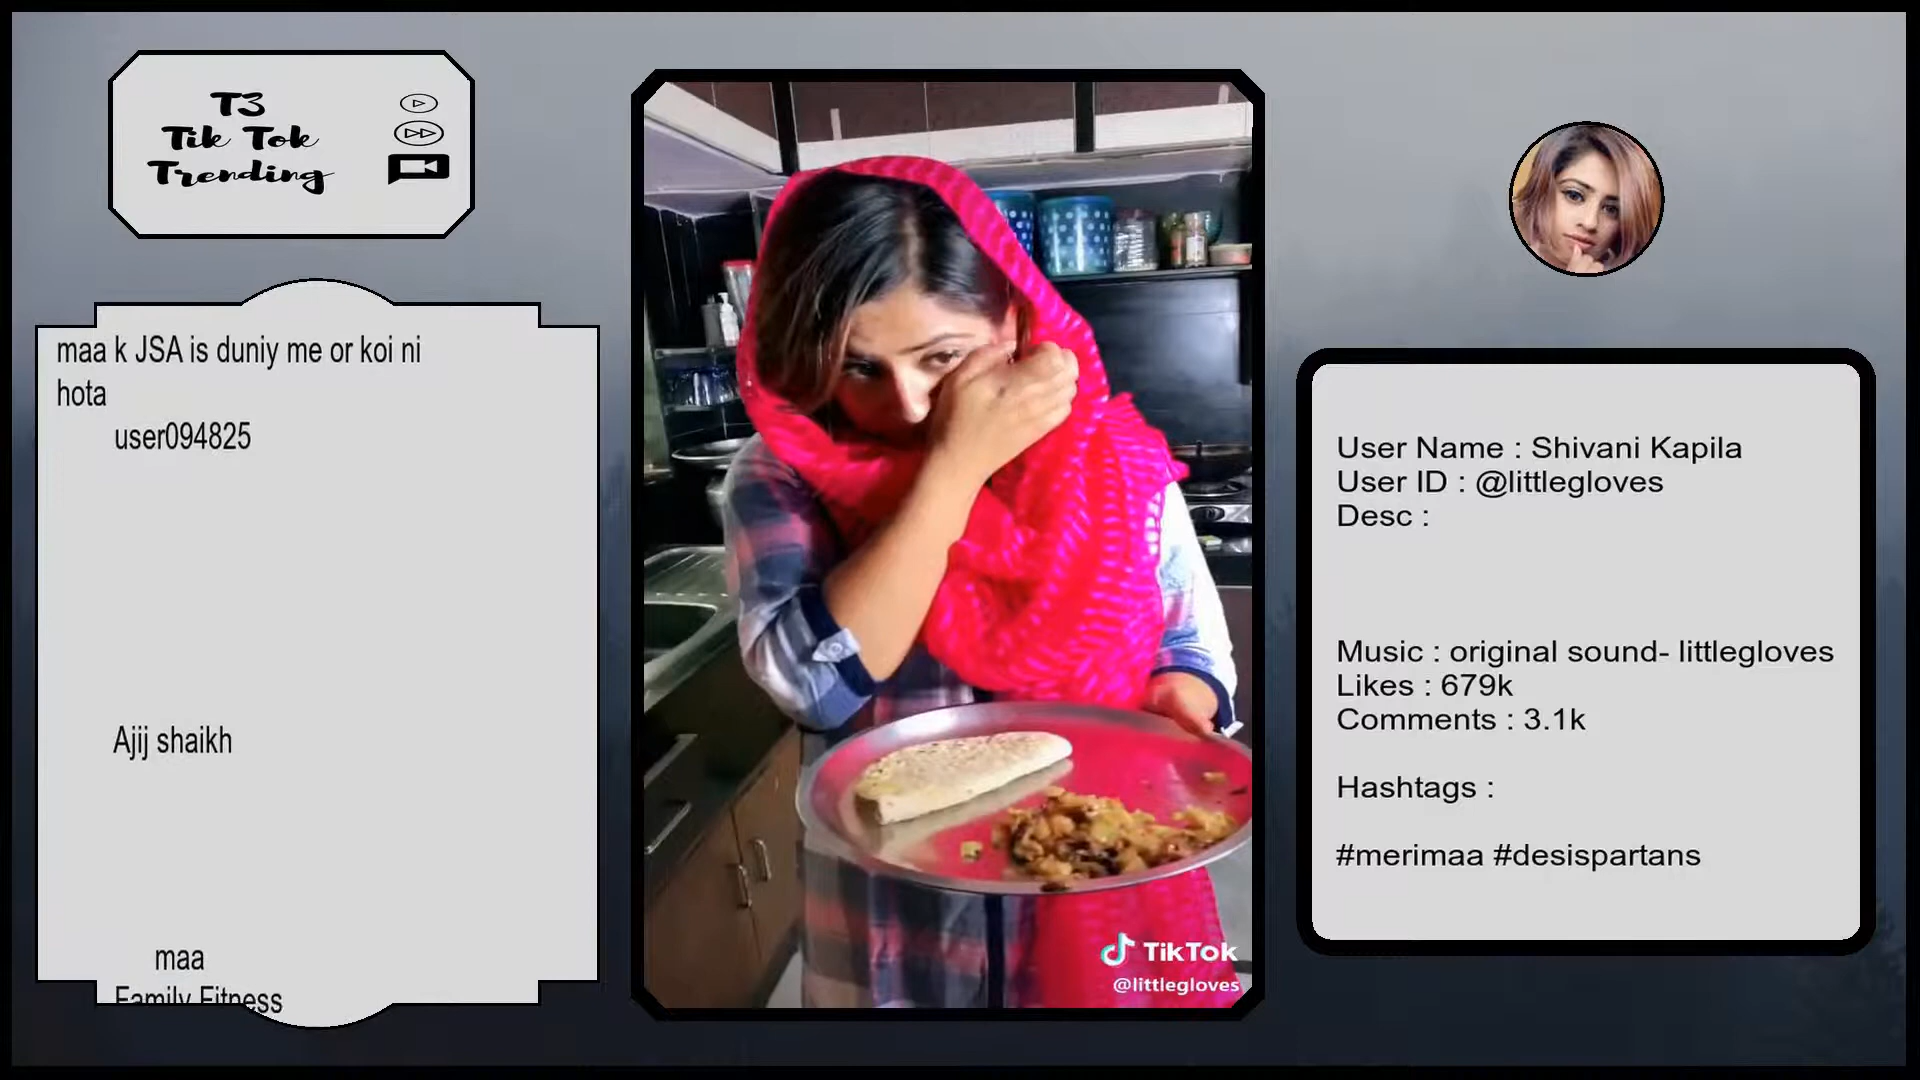 T3
Tik Tok
Trending
maa k JSA is duniy me or koi ni
hota
user094825
Ajij shaikh
maa
Family Fitness
TikTok
@littlegloves
User Name : Shivani Kapila
User ID : @littlegloves
Desc :
Music : original sound- littlegloves
Likes : 679k
Comments : 3.1k
Hashtags :
#merimaa #desispartans